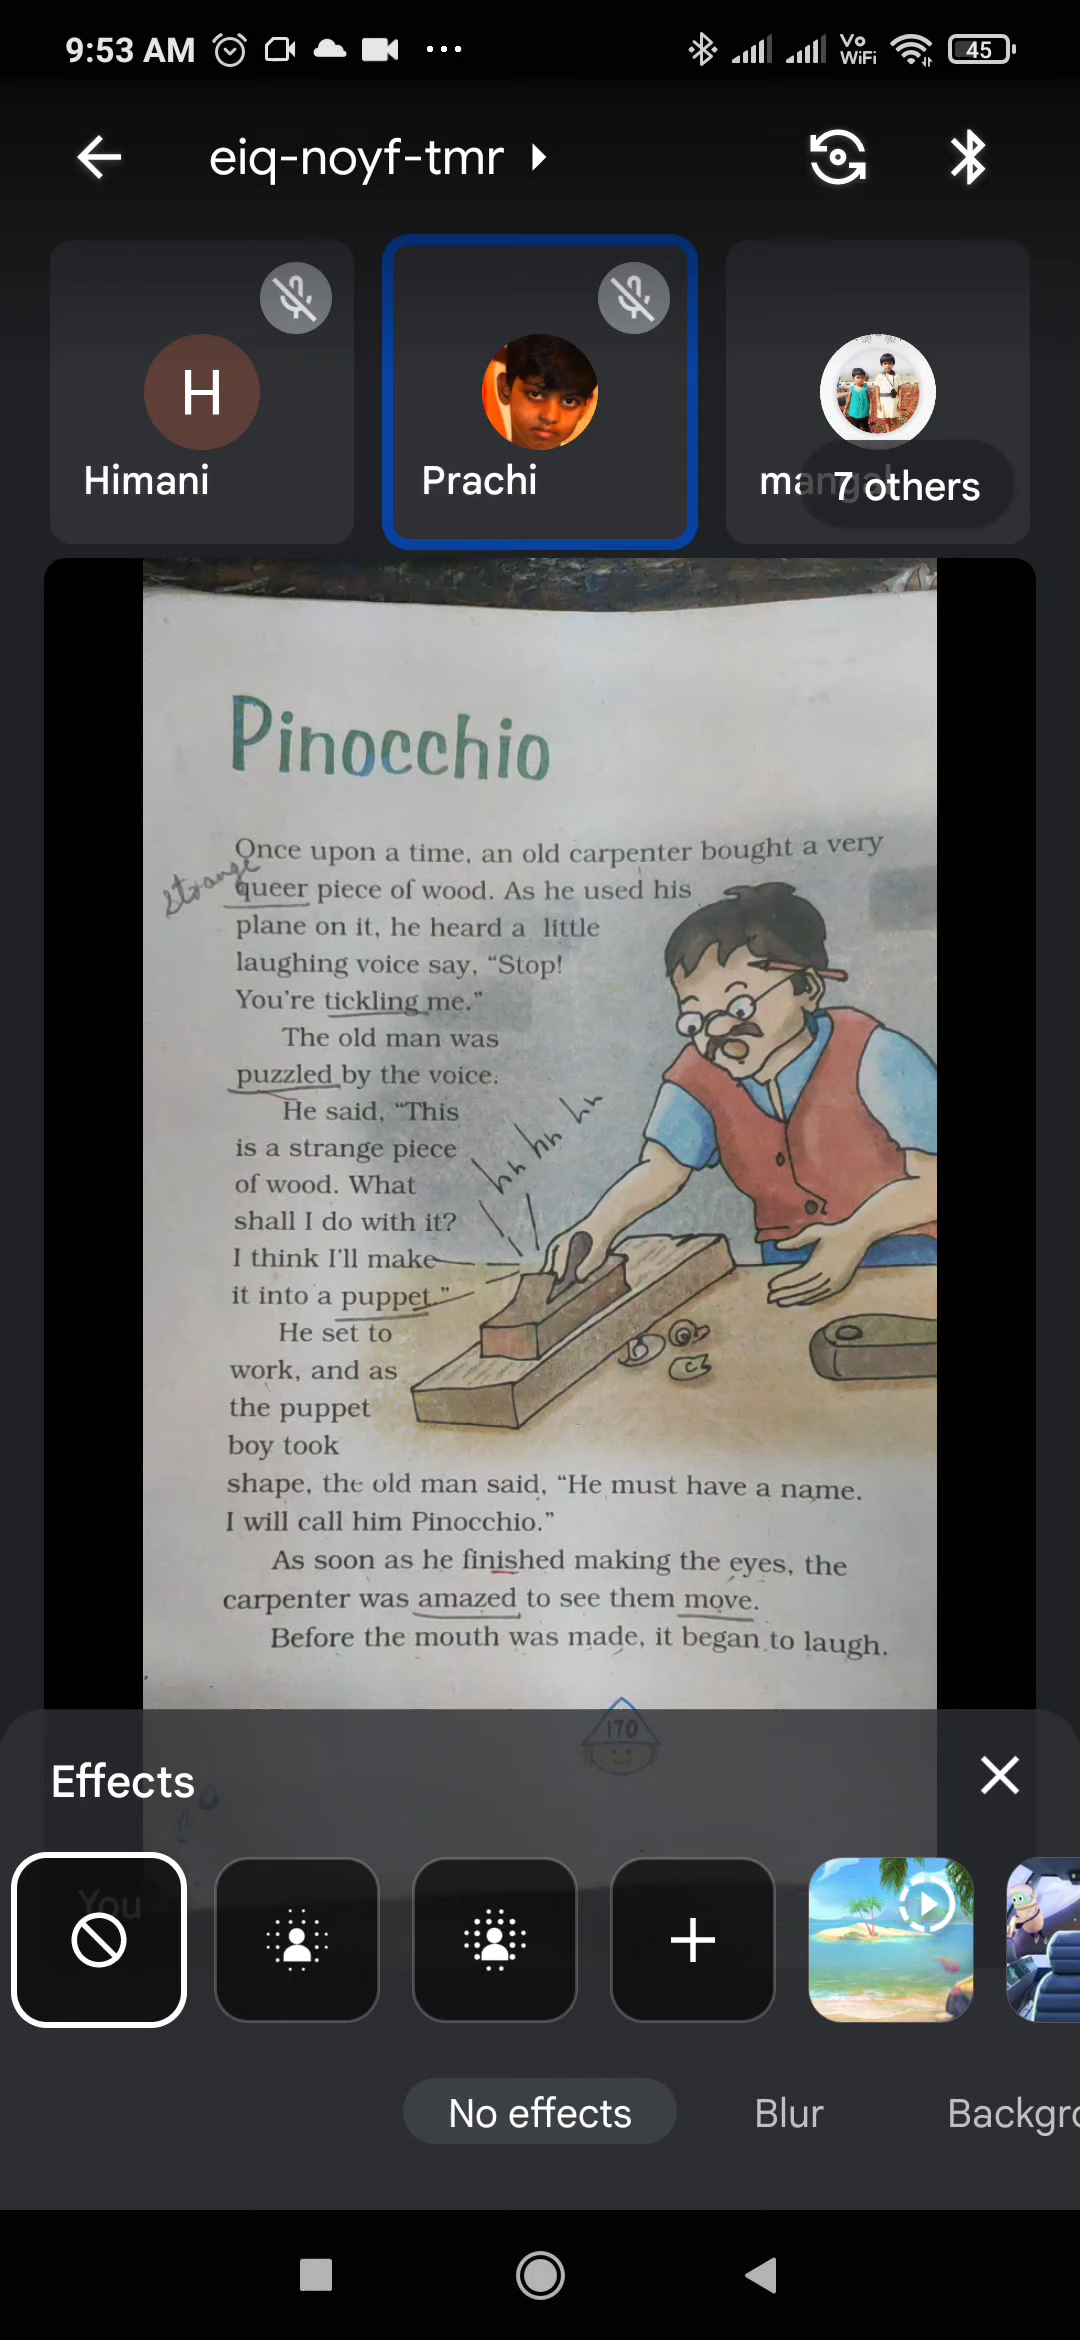 9:53 AM
Vo WiFi
45
eiq-noyf-tmr
H
Himani
Prachi
mangal
7 others
Pinocchio
strange
Once upon a time, an old carpenter bought a very
queer piece of wood. As he used his
plane on it, he heard a little
laughing voice say, “Stop!
You’re tickling me.”
The old man was
puzzled by the voice.
He said, “This
is a strange piece
of wood. What
shall I do with it?
I think I’ll make
it into a puppet.”
He set to
work, and as
the puppet
boy took
shape, the old man said, “He must have a name.
I will call him Pinocchio.”
As soon as he finished making the eyes, the
carpenter was amazed to see them move.
Before the mouth was made, it began to laugh.
170
Effects
You
No effects
Blur
Backgro